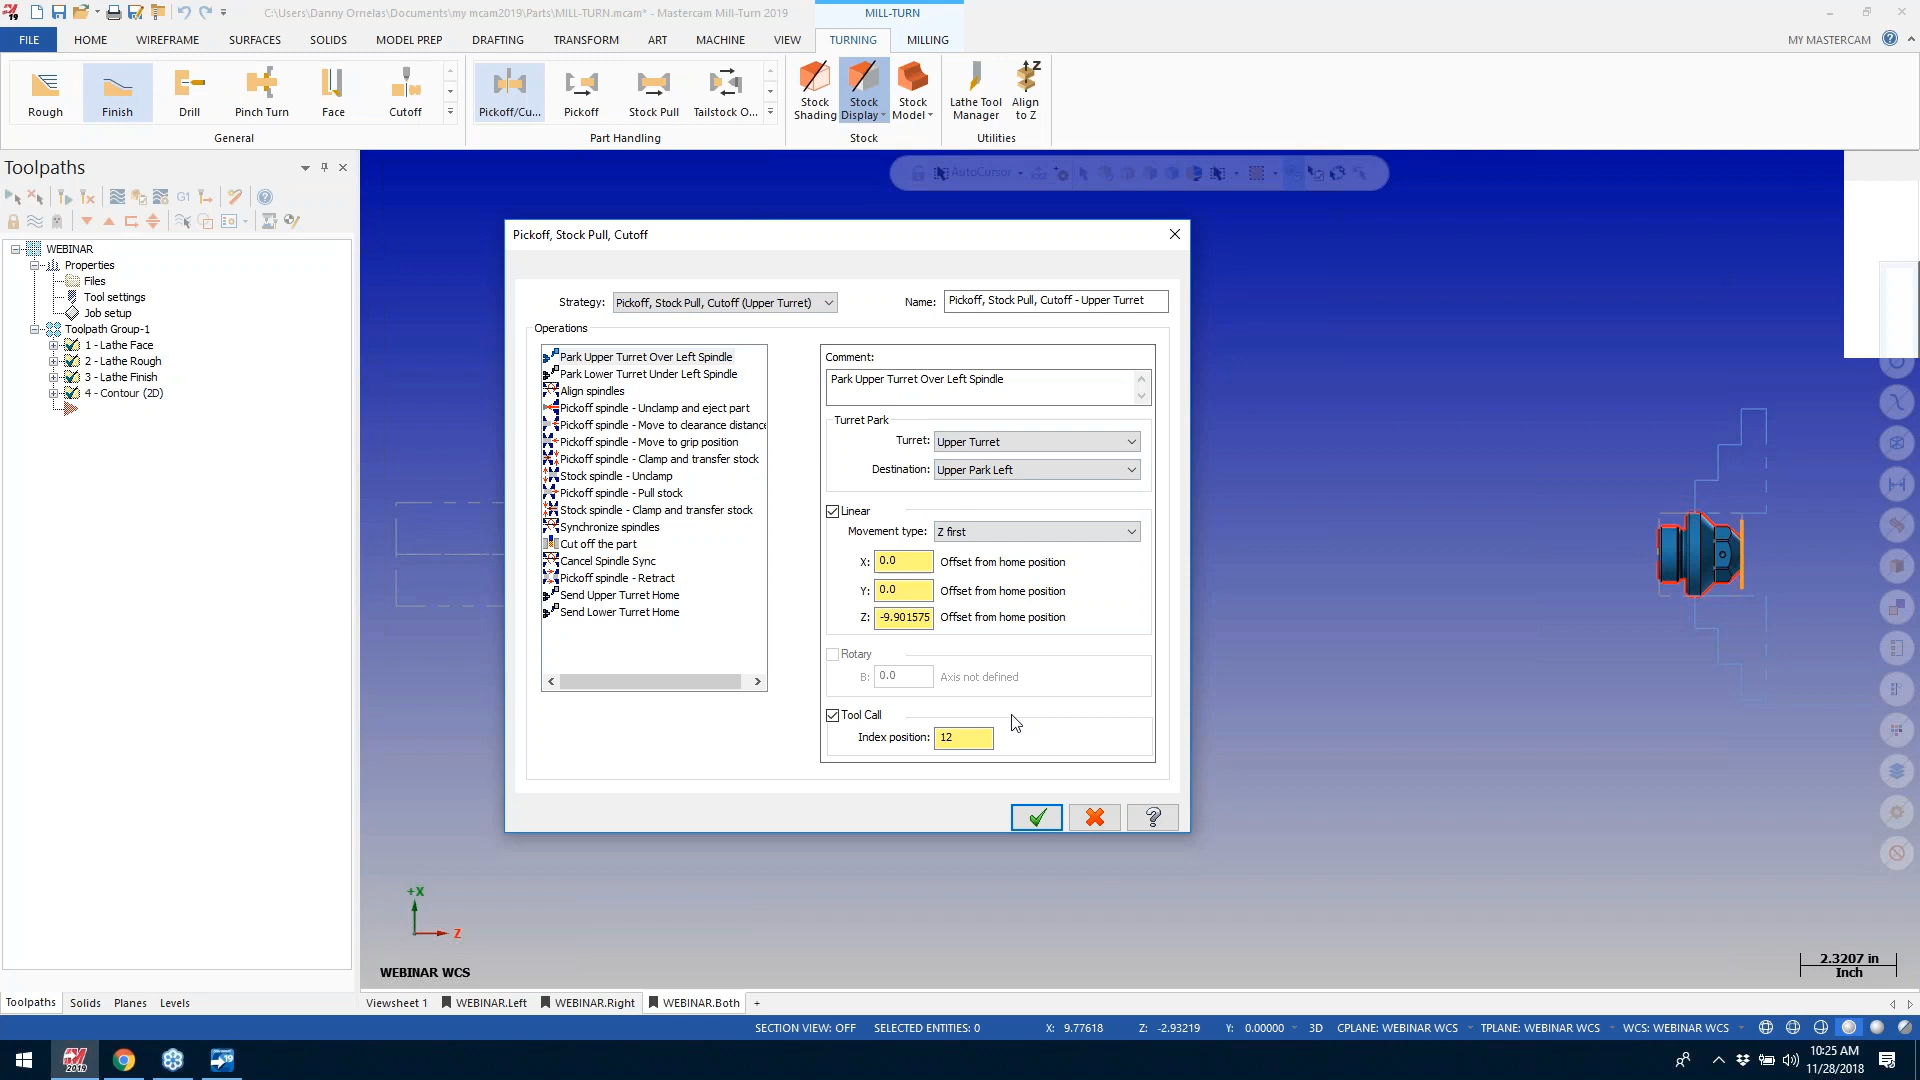 C:\Users\Danny Ornelas\Documents\my mcam2019\Parts\MILL-TURN.mcam* - Mastercam Mill-Turn 2019
MILL-TURN
FILE HOME WIREFRAME SURFACES SOLIDS MODEL PREP DRAFTING TRANSFORM ART MACHINE VIEW TURNING MILLING
MY MASTERCAM
Rough Finish Drill Pinch Turn Face Cutoff
Pickoff/Cu... Pickoff Stock Pull Tailstock O...
Stock Shading
Stock Display
Stock Model
Lathe Tool Manager
Align to Z
General Part Handling Stock Utilities
Toolpaths
AutoCursor
G1
WEBINAR
Properties
Files
Tool settings
Job setup
Toolpath Group-1
1 - Lathe Face
2 - Lathe Rough
3 - Lathe Finish
4 - Contour (2D)
Pickoff, Stock Pull, Cutoff
Strategy: Pickoff, Stock Pull, Cutoff (Upper Turret)
Name: Pickoff, Stock Pull, Cutoff - Upper Turret
Operations
Park Upper Turret Over Left Spindle
Park Lower Turret Under Left Spindle
Align spindles
Pickoff spindle - Unclamp and eject part
Pickoff spindle - Move to clearance distance
Pickoff spindle - Move to grip position
Pickoff spindle - Clamp and transfer stock
Stock spindle - Unclamp
Pickoff spindle - Pull stock
Stock spindle - Clamp and transfer stock
Synchronize spindles
Cut off the part
Cancel Spindle Sync
Pickoff spindle - Retract
Send Upper Turret Home
Send Lower Turret Home
Comment:
Park Upper Turret Over Left Spindle
Turret Park
Turret: Upper Turret
Destination: Upper Park Left
Linear
Movement type: Z first
X: 0.0 Offset from home position
Y: 0.0 Offset from home position
Z: -9.901575 Offset from home position
Rotary
B: 0.0 Axis not defined
Tool Call
Index position: 12
+X
Z
WEBINAR WCS
2.3207 in
Inch
Toolpaths Solids Planes Levels
Viewsheet 1 WEBINAR.Left WEBINAR.Right WEBINAR.Both +
SECTION VIEW: OFF SELECTED ENTITIES: 0 X: 9.77618 Z: -2.93219 Y: 0.00000 3D CPLANE: WEBINAR WCS TPLANE: WEBINAR WCS WCS: WEBINAR WCS
2019
19
10:25 AM
11/28/2018